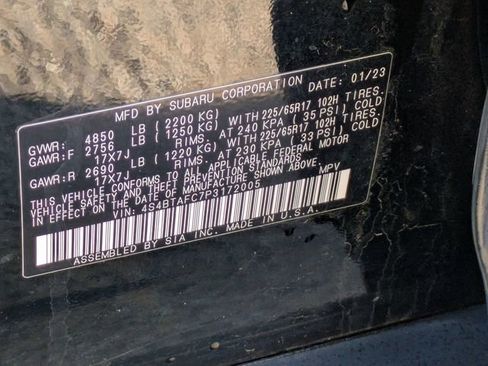 MFD BY SUBARU CORPORATION DATE: 01/23
GVWR: 4850 LB (2200 KG)
GAWR:F 2756 LB (1250 KG) WITH 225/65R17 102H TIRES,
17X7J RIMS, AT 240 KPA (35 PSI) COLD
GAWR:R 2690 LB (1220 KG) WITH 225/65R17 102H TIRES,
17X7J RIMS, AT 230 KPA (33 PSI) COLD
THIS VEHICLE CONFORMS TO ALL APPLICABLE FEDERAL MOTOR
VEHICLE SAFETY AND THEFT PREVENTION STANDARDS
IN EFFECT ON THE DATE OF MANUFACTURE SHOWN ABOVE.
VIN: 4S4BTAFC7P3172005 MPV
ASSEMBLED BY SIA INC. MADE IN U.S.A.